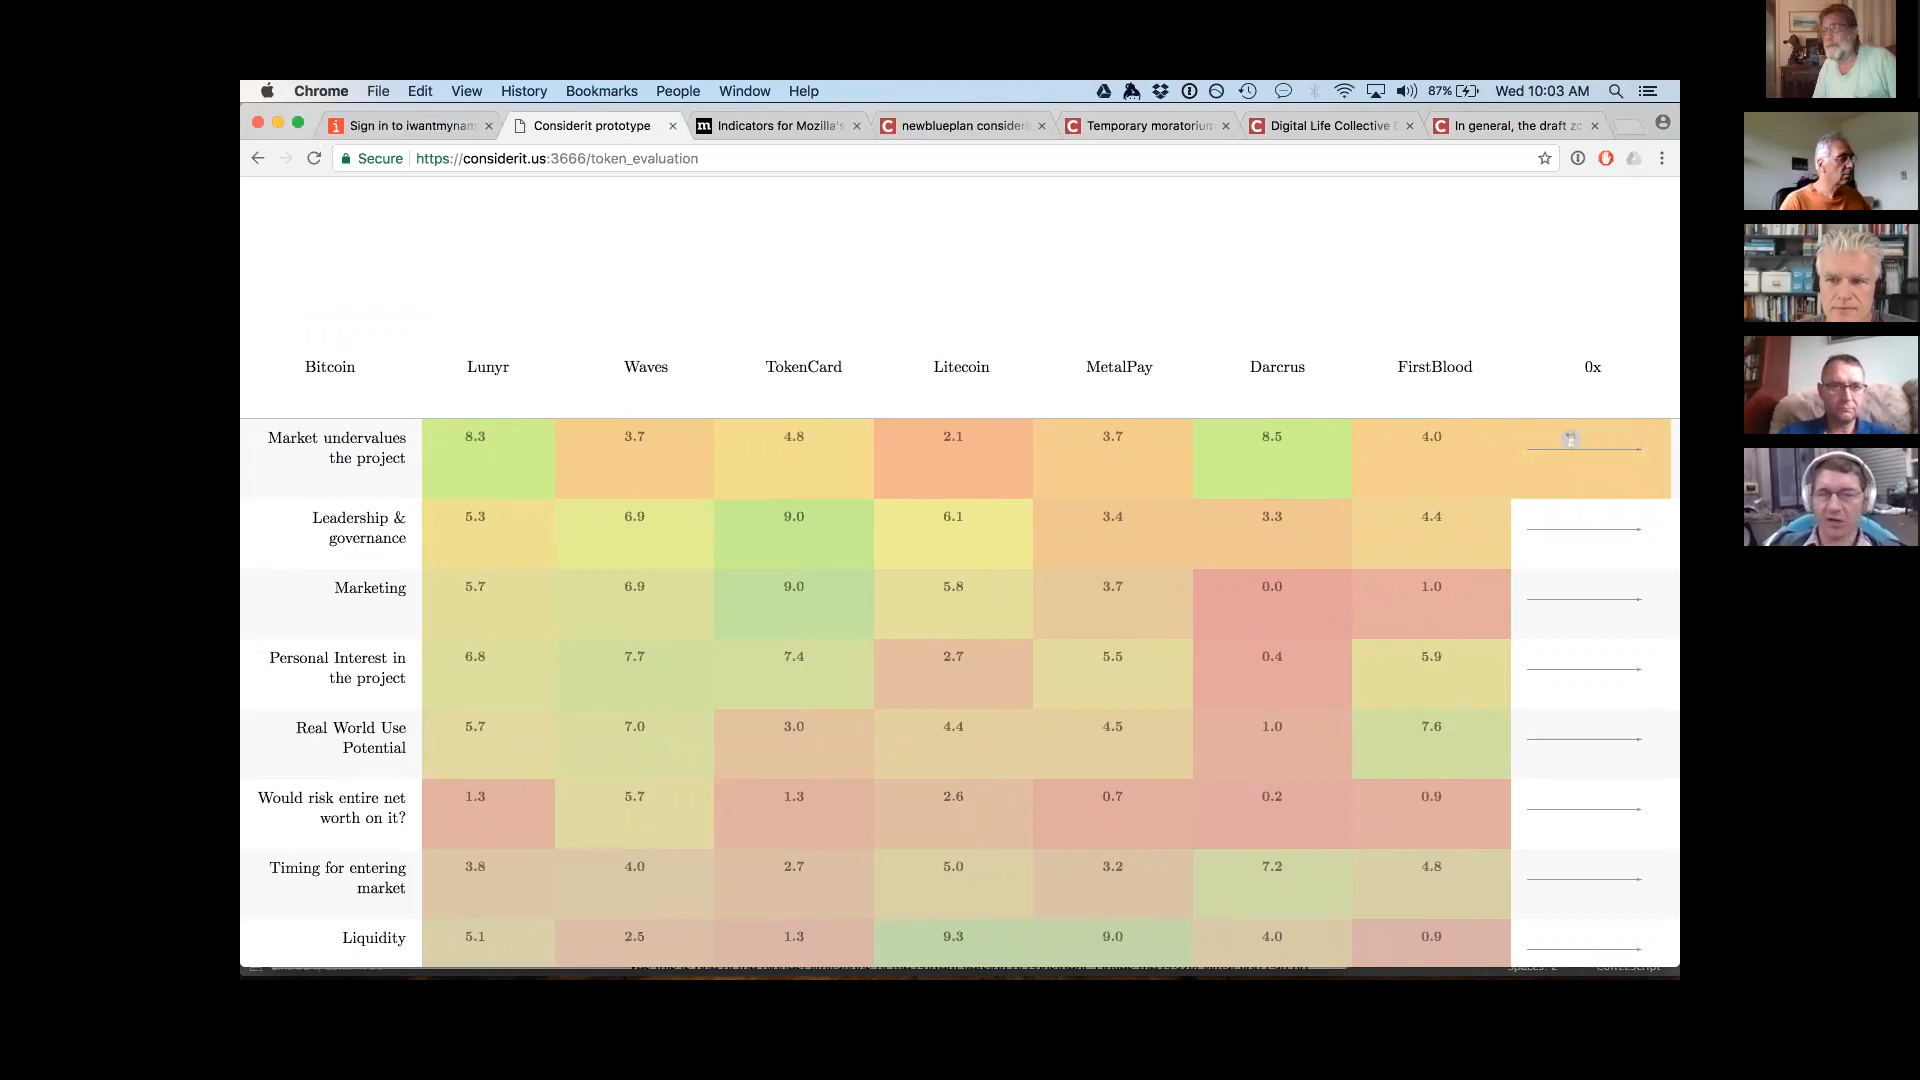 Chrome File Edit View History Bookmarks People Window Help 87% Wed 10:03 AM
Sign in to iwantmynam Considerit prototype Indicators for Mozilla's newblueplan considerit Temporary moratorium Digital Life Collective In general, the draft zo
Secure https://considerit.us:3666/token_evaluation
Bitcoin Lunyr Waves TokenCard Litecoin MetalPay Darcrus FirstBlood 0x
Market undervalues
the project
8.3 3.7 4.8 2.1 3.7 8.5 4.0
Leadership &
governance
5.3 6.9 9.0 6.1 3.4 3.3 4.4
Marketing
5.7 6.9 9.0 5.8 3.7 0.0 1.0
Personal Interest in
the project
6.8 7.7 7.4 2.7 5.5 0.4 5.9
Real World Use
Potential
5.7 7.0 3.0 4.4 4.5 1.0 7.6
Would risk entire net
worth on it?
1.3 5.7 1.3 2.6 0.7 0.2 0.9
Timing for entering
market
3.8 4.0 2.7 5.0 3.2 7.2 4.8
Liquidity
5.1 2.5 1.3 9.3 9.0 4.0 0.9